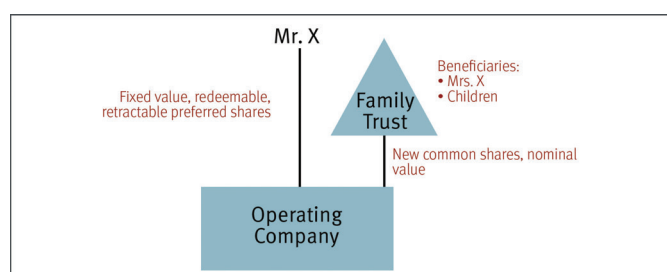 Mr. X
Fixed value, redeemable,
retractable preferred shares
Family
Trust
Beneficiaries:
• Mrs. X
• Children
New common shares, nominal
value
Operating
Company